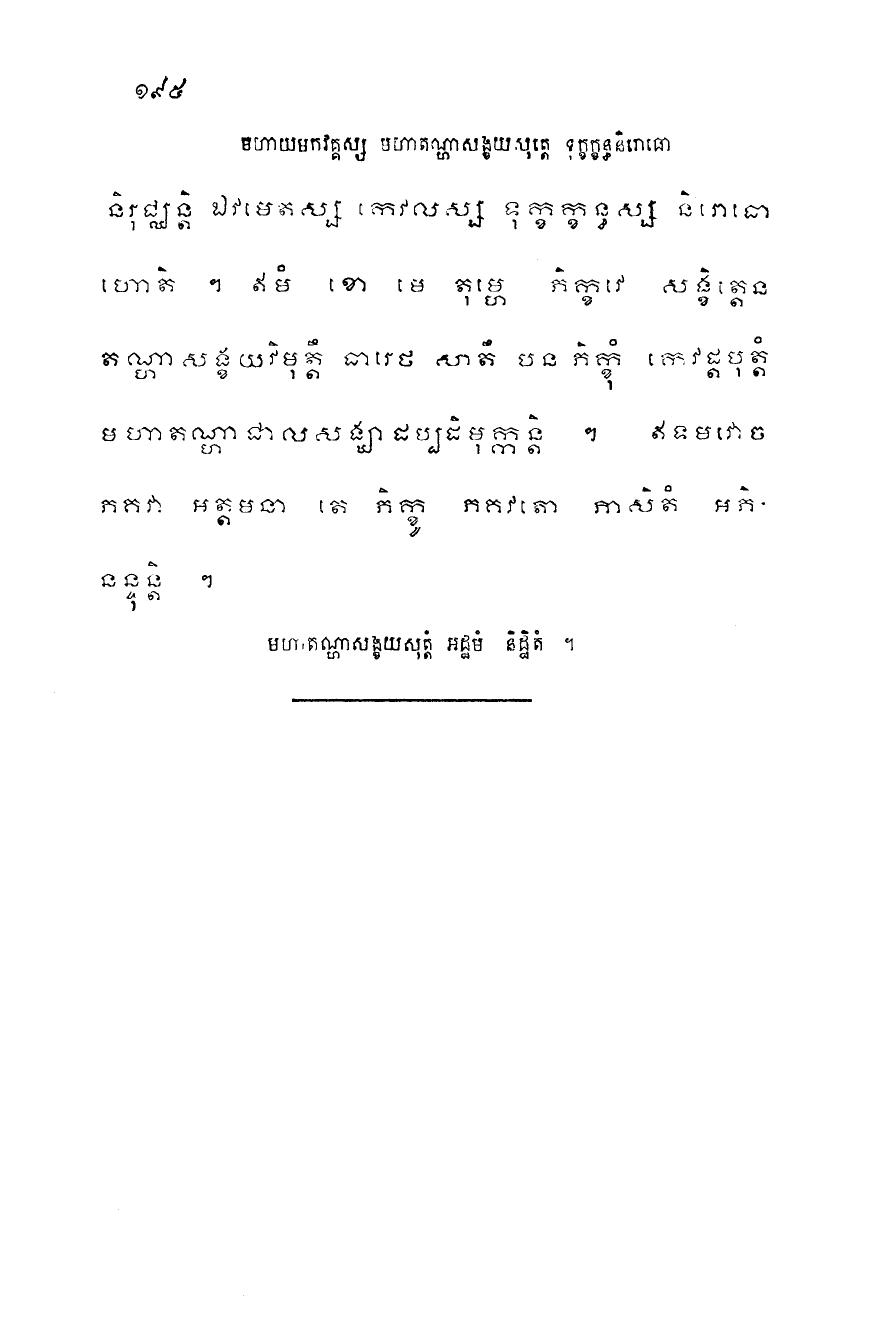 ១៩៥
មហាយមកវគ្គស្ស មហាតណ្ហាសង្ខយសុត្តេ ទុក្ខក្ខន្ធនិរោធោ
និរុជ្ឈន្តិ ឯវមេតស្ស កេវលស្ស ទុក្ខក្ខន្ធស្ស និរោធោ
ហោតិ ។ ឥមំ ខោ មេ តុម្ហេ ភិក្ខវេ សង្ខិត្តេន
តណ្ហាសង្ខយវិមុត្តឹ ធារេថ សាតឹ បន ភិក្ខុំ កេវដ្តបុត្តំ
មហាតណ្ហាជាលសង្ឃាដប្បដិមុក្កន្តិ ។ ឥទមវោច
ភគវា អត្តមនា តេ ភិក្ខូ ភគវតោ ភាសិតំ អភិ-
នន្ទុន្តិ ។
មហាតណ្ហាសង្ខយសុត្តំ អដ្ឋមំ និដ្ឋិតំ ។